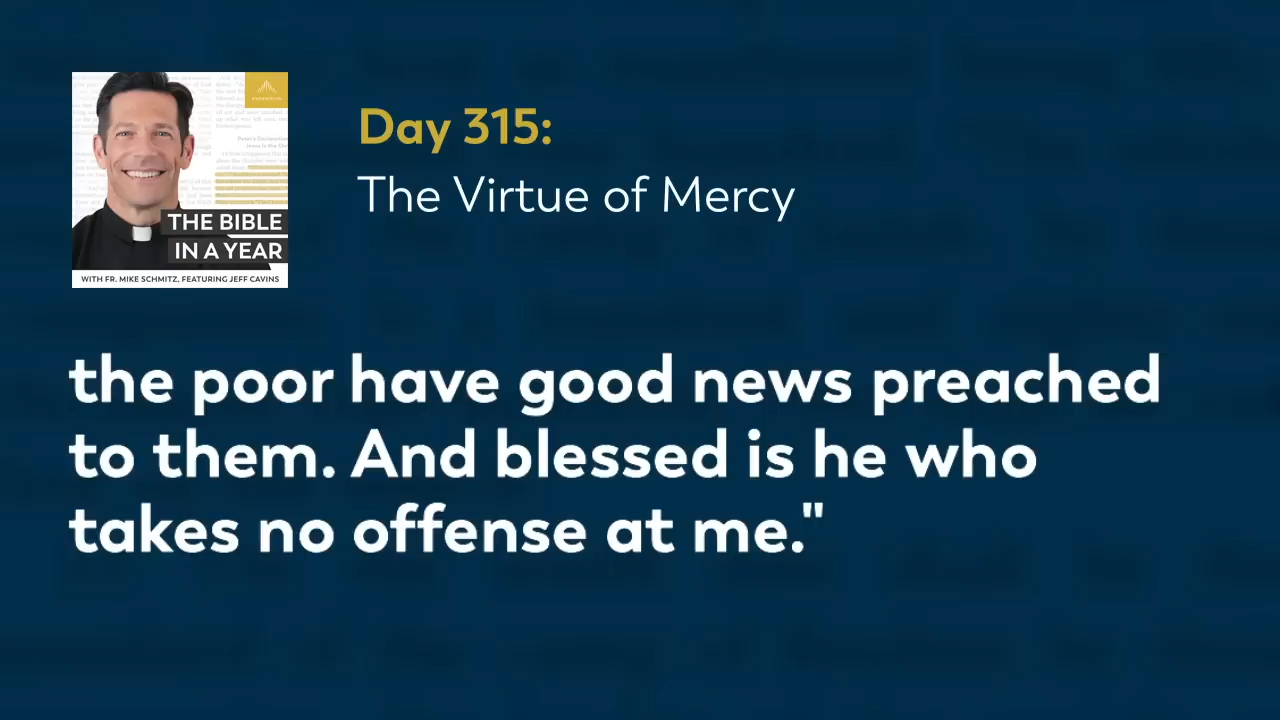 Day 315:
The Virtue of Mercy
THE BIBLE
IN A YEAR
WITH FR. MIKE SCHMITZ, FEATURING JEFF CAVINS
the poor have good news preached
to them. And blessed is he who
takes no offense at me."